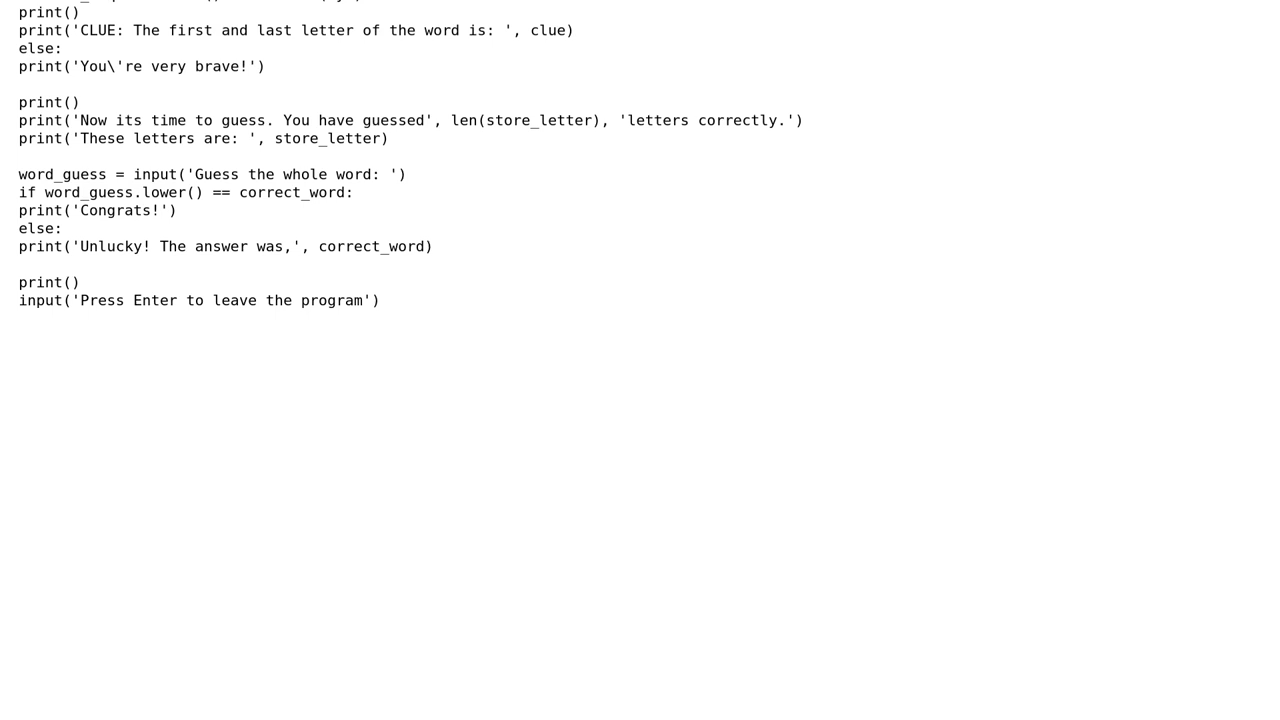 print()
print('CLUE: The first and last letter of the word is: ', clue)
else:
print('You\'re very brave!')
print()
print('Now its time to guess. You have guessed', len(store_letter), 'letters correctly.')
print('These letters are: ', store_letter)
word_guess = input('Guess the whole word: ')
if word_guess.lower() == correct_word:
print('Congrats!')
else:
print('Unlucky! The answer was,', correct_word)
print()
input('Press Enter to leave the program')